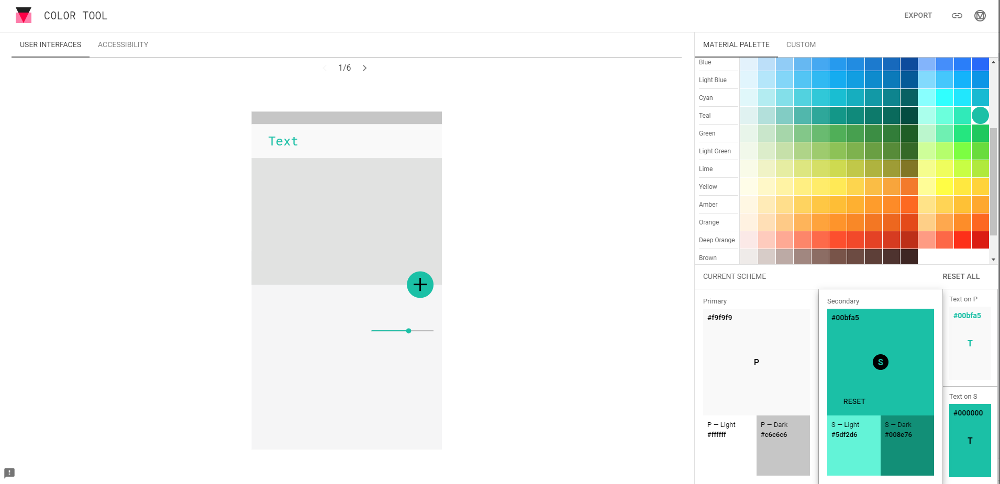 COLOR TOOL
EXPORT
USER INTERFACES
ACCESSIBILITY
MATERIAL PALETTE
CUSTOM
1/6
Text
Blue
Light Blue
Cyan
Teal
Green
Light Green
Lime
Yellow
Amber
Orange
Deep Orange
Brown
CURRENT SCHEME
RESET ALL
Primary
#f9f9f9
P
P — Light
#ffffff
P — Dark
#c6c6c6
Secondary
#00bfa5
S
RESET
S — Light
#5df2d6
S — Dark
#008e76
Text on P
#00bfa5
T
Text on S
#000000
T